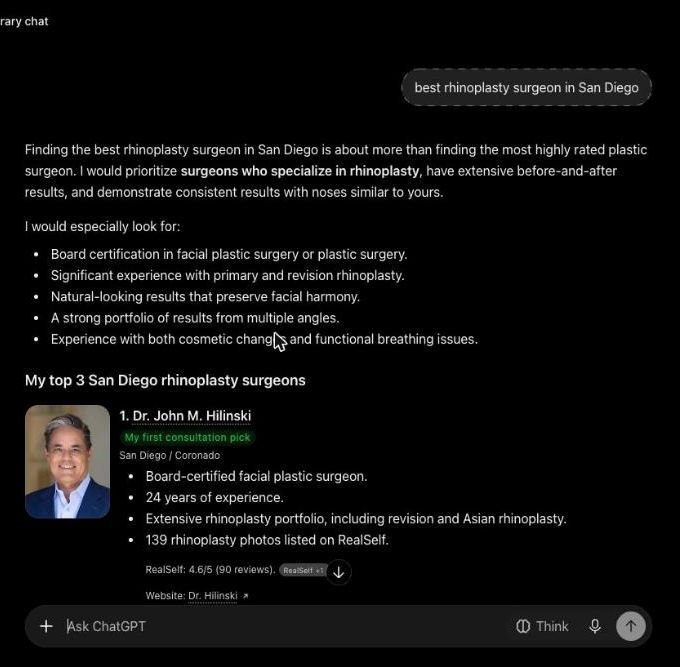 rary chat
best rhinoplasty surgeon in San Diego
Finding the best rhinoplasty surgeon in San Diego is about more than finding the most highly rated plastic
surgeon. I would prioritize surgeons who specialize in rhinoplasty, have extensive before-and-after
results, and demonstrate consistent results with noses similar to yours.
I would especially look for:
• Board certification in facial plastic surgery or plastic surgery.
• Significant experience with primary and revision rhinoplasty.
• Natural-looking results that preserve facial harmony.
• A strong portfolio of results from multiple angles.
• Experience with both cosmetic changes and functional breathing issues.
My top 3 San Diego rhinoplasty surgeons
1. Dr. John M. Hilinski
My first consultation pick
San Diego / Coronado
• Board-certified facial plastic surgeon.
• 24 years of experience.
• Extensive rhinoplasty portfolio, including revision and Asian rhinoplasty.
• 139 rhinoplasty photos listed on RealSelf.
RealSelf: 4.6/5 (90 reviews). RealSelf +1
Website: Dr. Hilinski ↗
Ask ChatGPT
Think